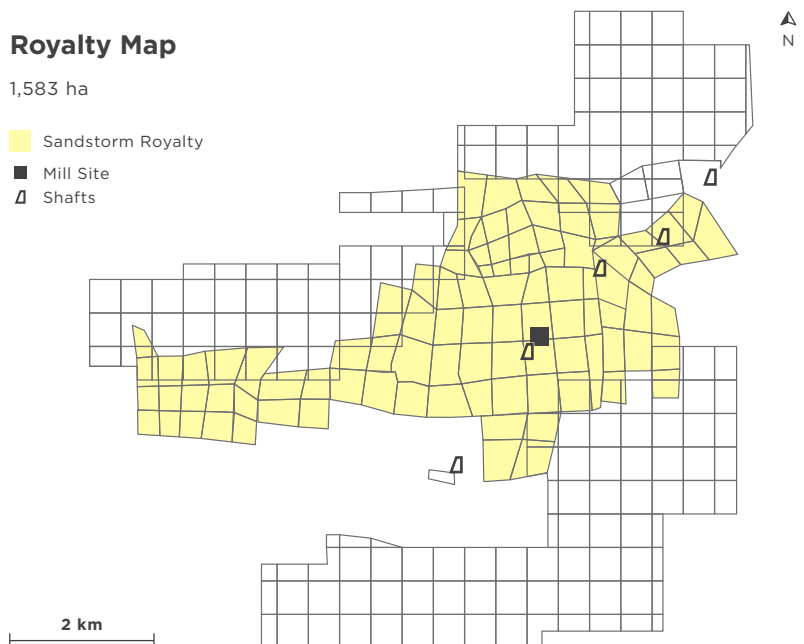 Royalty Map
1,583 ha
Sandstorm Royalty
Mill Site
Shafts
N
2 km